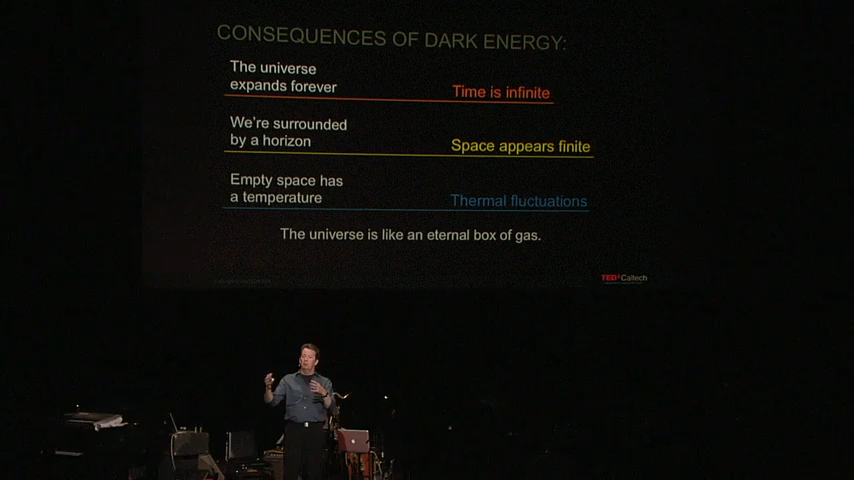 CONSEQUENCES OF DARK ENERGY:
The universe
expands forever
Time is infinite
We're surrounded
by a horizon
Space appears finite
Empty space has
a temperature
Thermal fluctuations
The universe is like an eternal box of gas.
TEDxCaltech